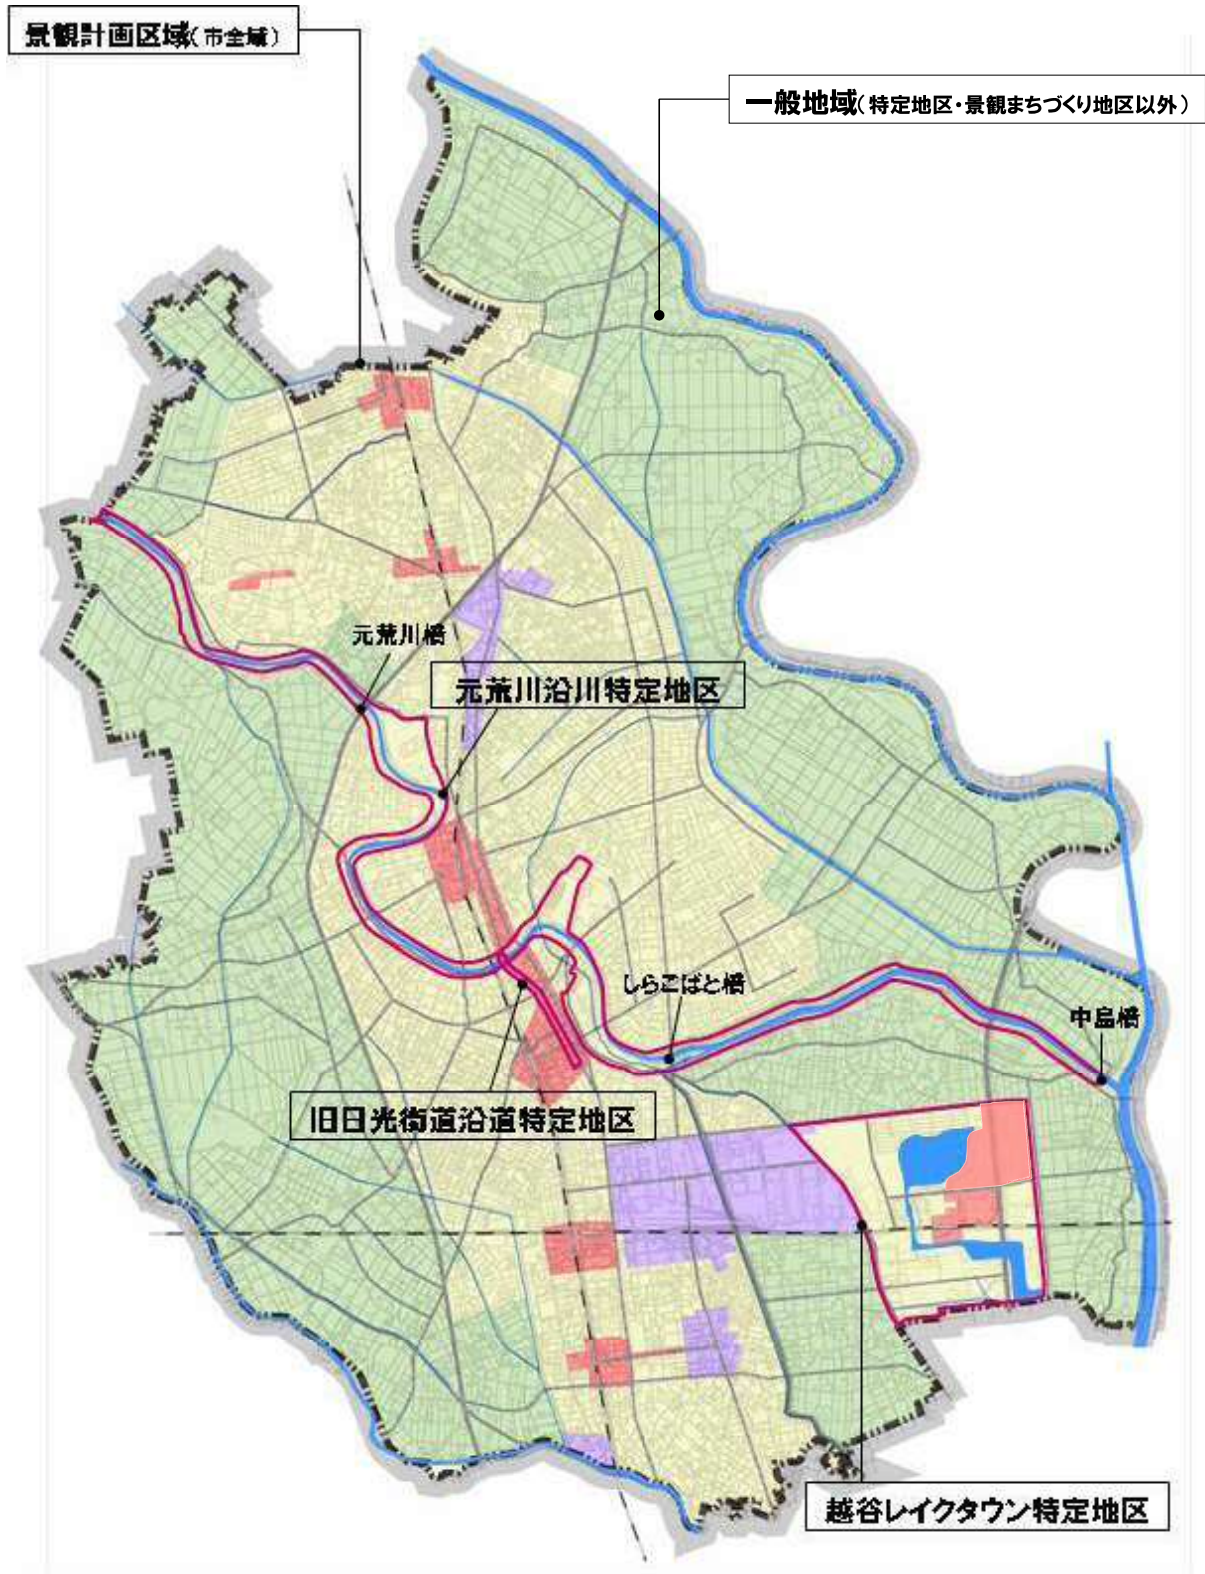 景観計画区域(市全域)
一般地域(特定地区・景観まちづくり地区以外)
元荒川橋
元荒川沿川特定地区
しらこばと橋
中島橋
旧日光街道沿道特定地区
越谷レイクタウン特定地区